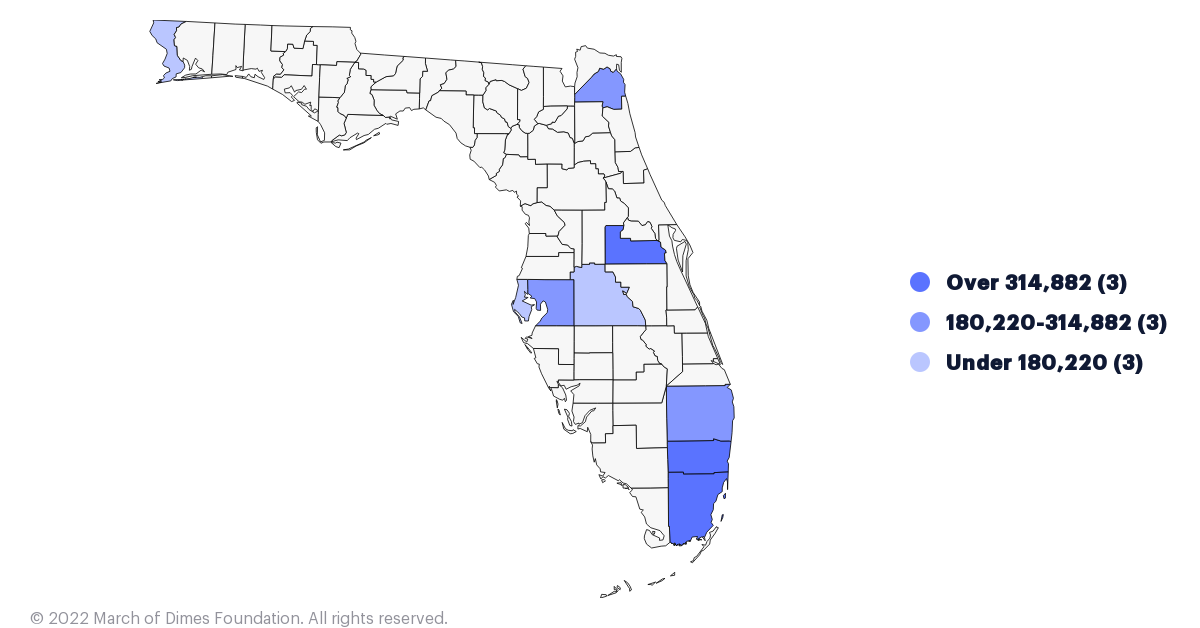 Over 314,882 (3)
180,220-314,882 (3)
Under 180,220 (3)
© 2022 March of Dimes Foundation. All rights reserved.